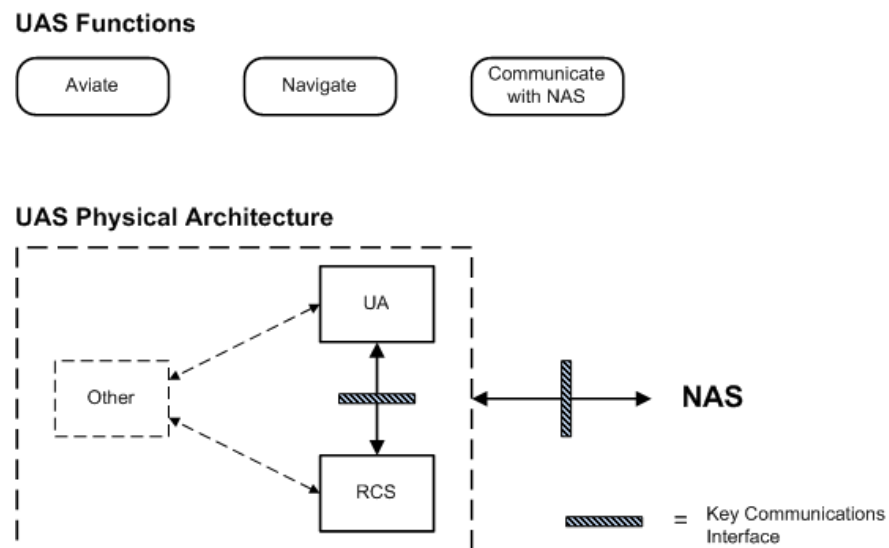 UAS Functions
Aviate
Navigate
Communicate
with NAS
UAS Physical Architecture
UA
Other
NAS
RCS
= Key Communications
Interface